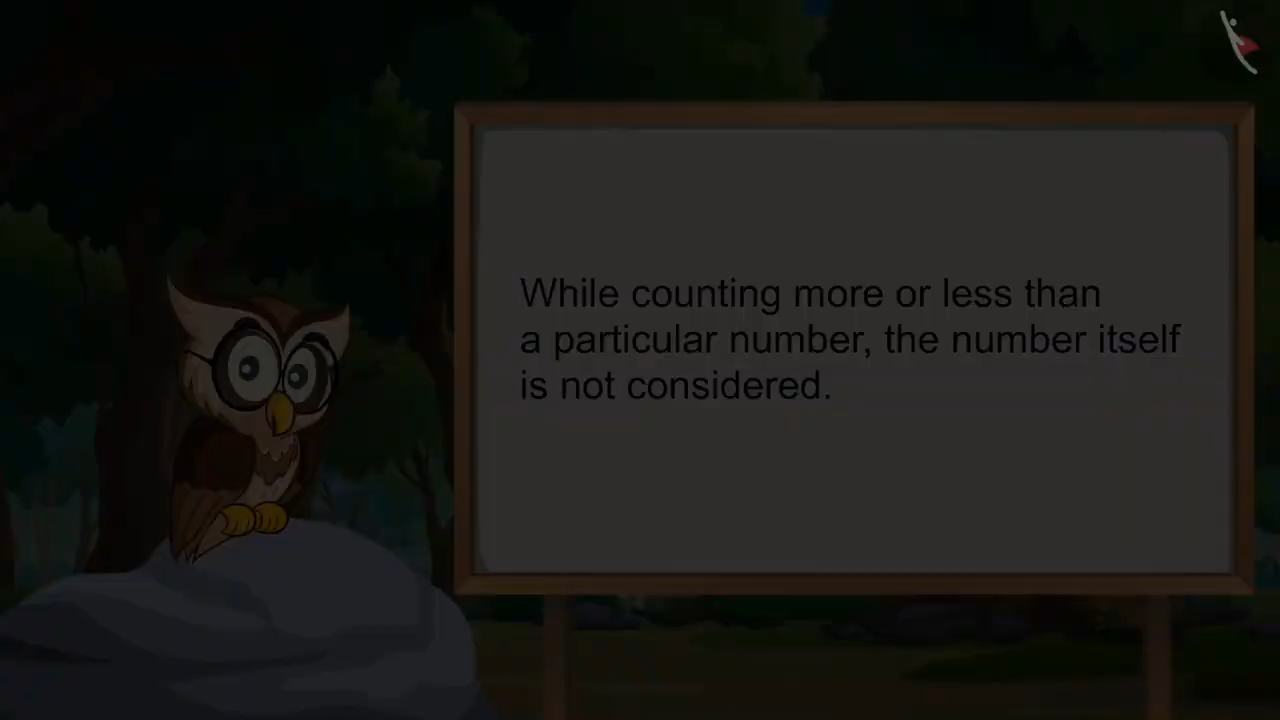 While counting more or less than
a particular number, the number itself
is not considered.